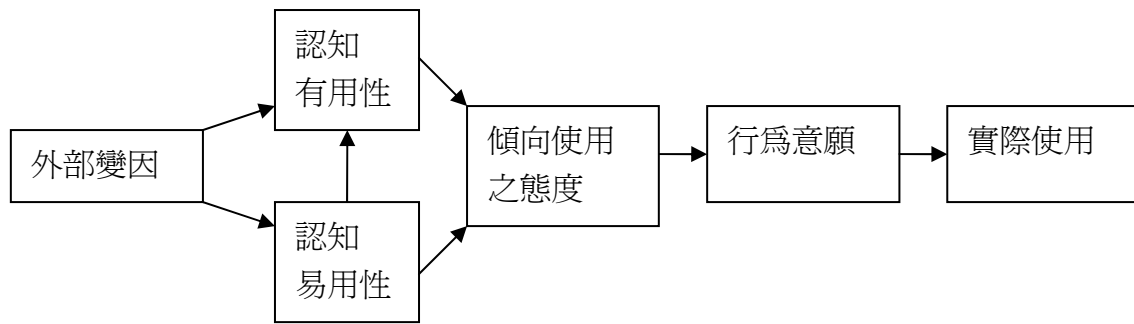 認知
有用性
外部變因
認知
易用性
傾向使用
之態度
行為意願
實際使用